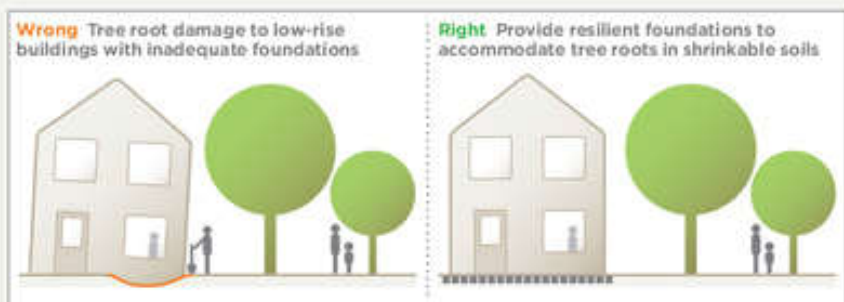 Wrong Tree root damage to low-rise
buildings with inadequate foundations
Right Provide resilient foundations to
accommodate tree roots in shrinkable soils